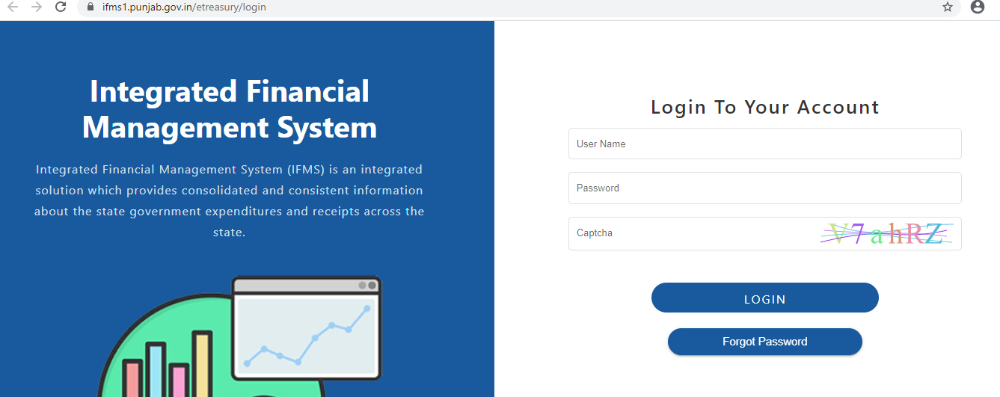 ifms1.punjab.gov.in/etreasury/login
Integrated Financial
Management System
Integrated Financial Management System (IFMS) is an integrated
solution which provides consolidated and consistent information
about the state government expenditures and receipts across the
state.
Login To Your Account
User Name
Password
Captcha
V7ahRZ
LOGIN
Forgot Password